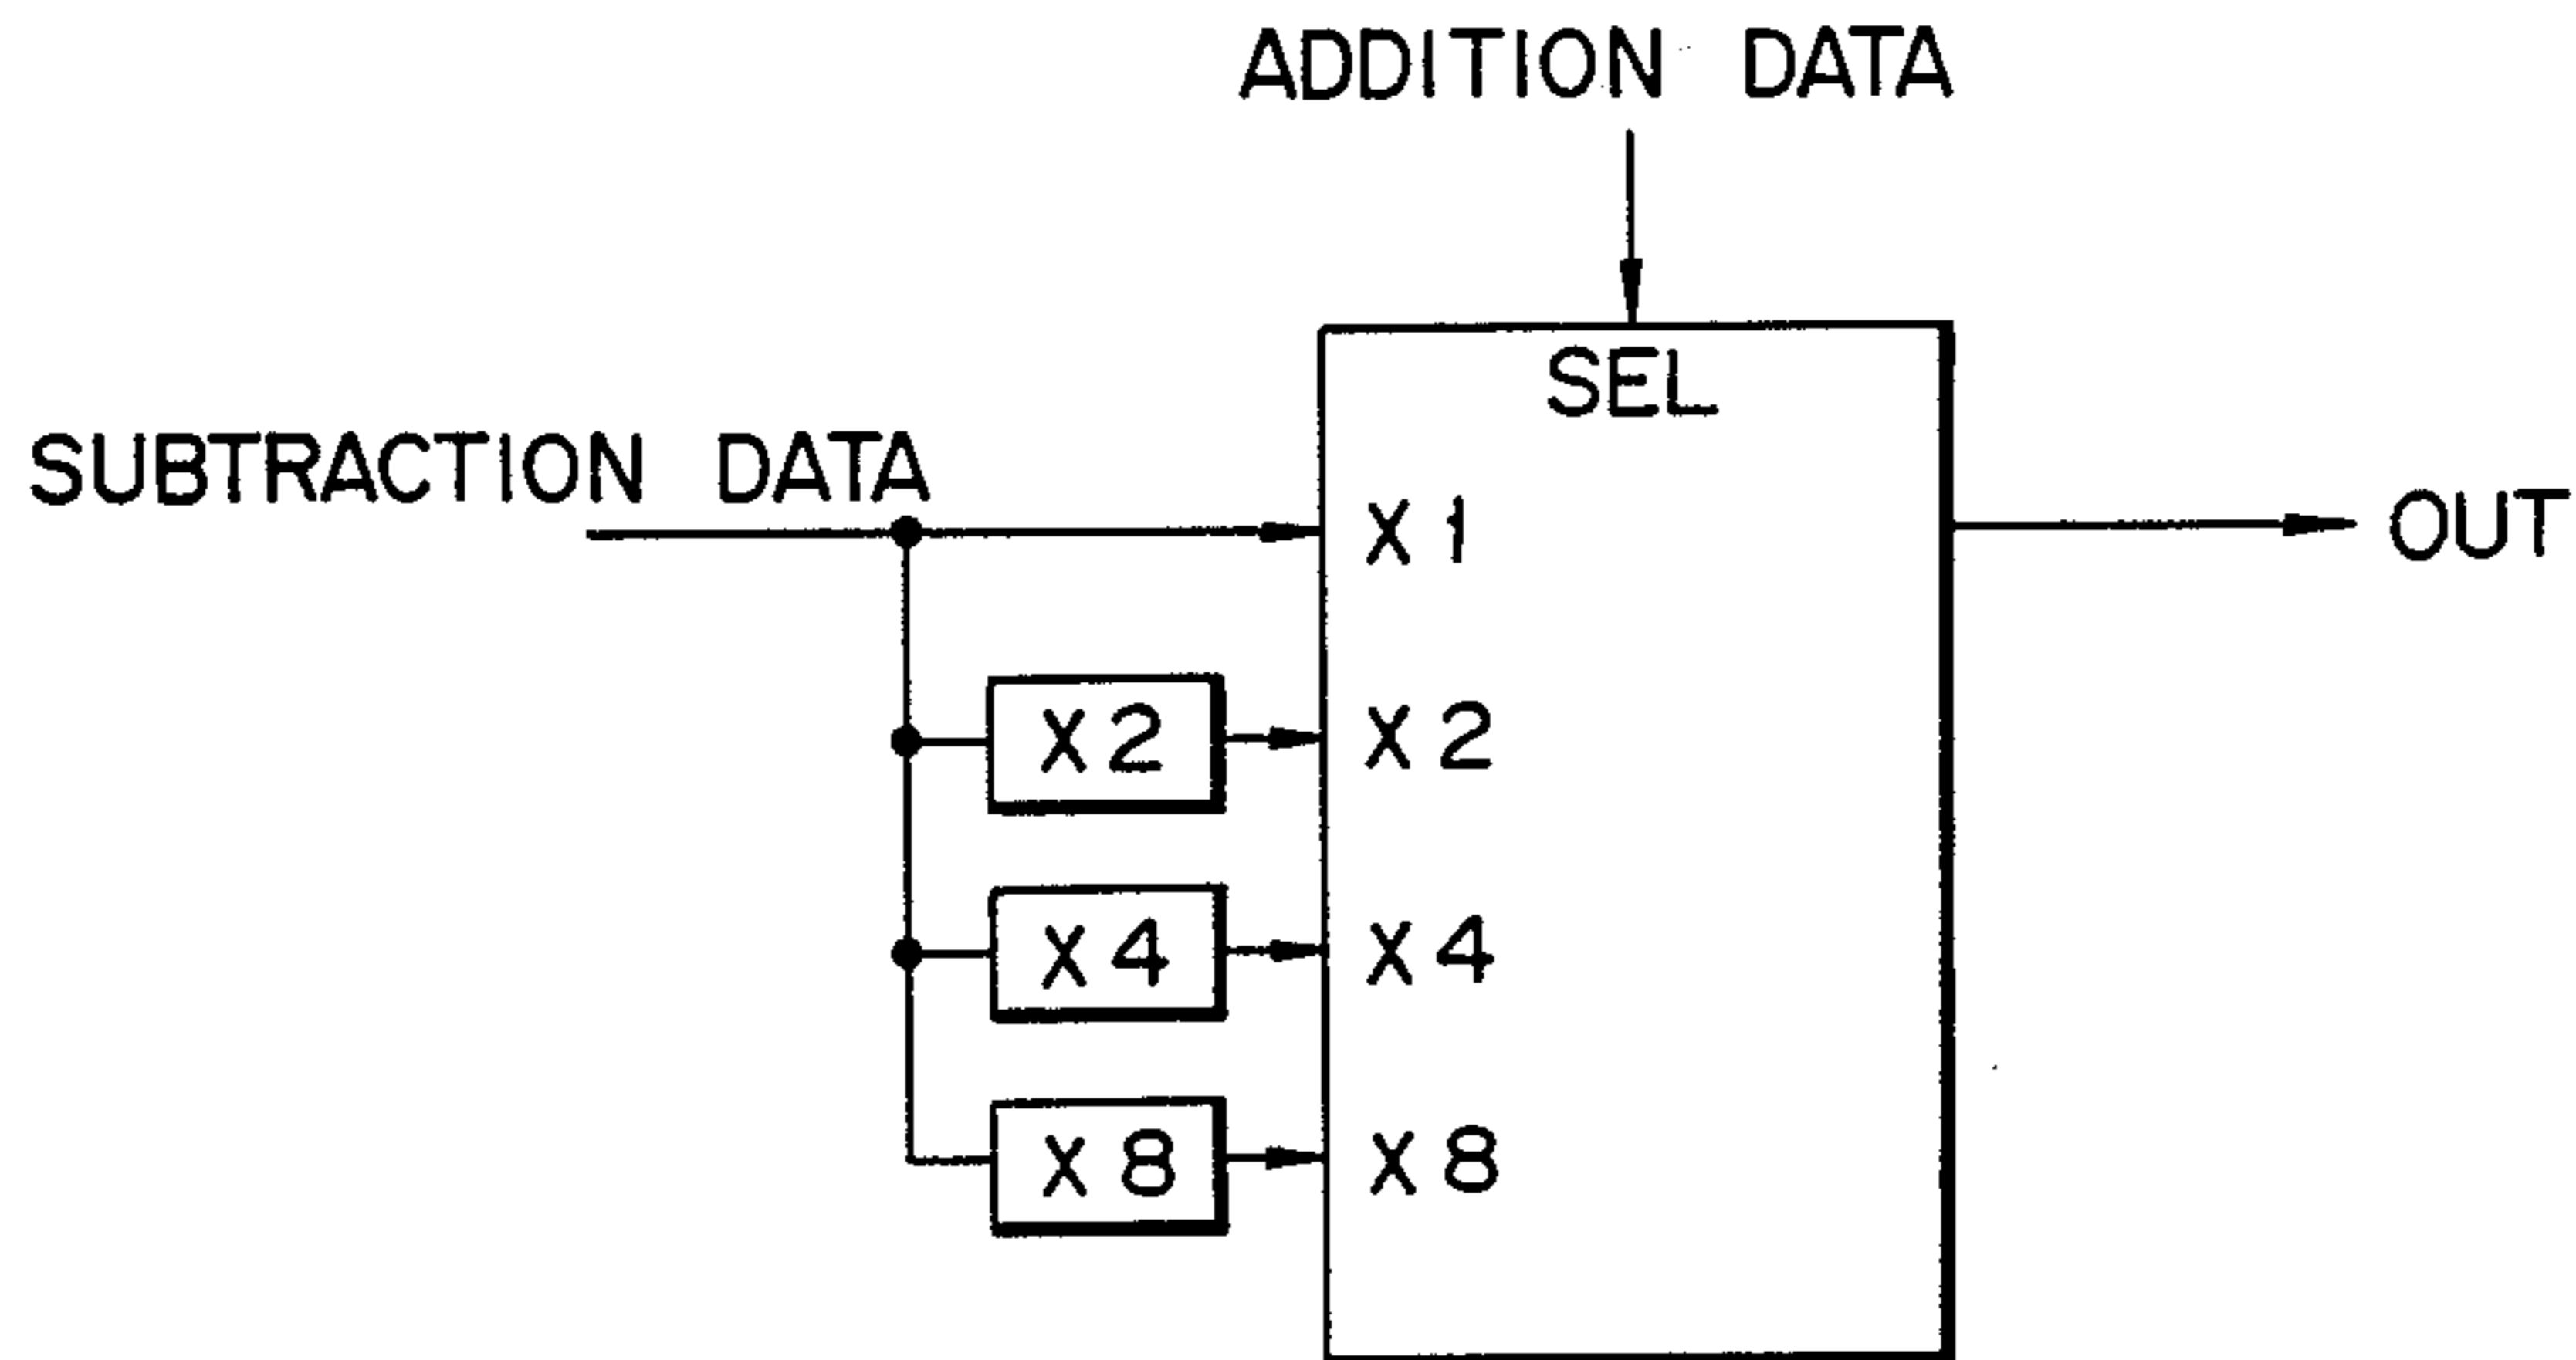 ADDITION DATA
SEL
SUBTRACTION DATA
X1
OUT
X2
X2
X4
X4
X8
X8